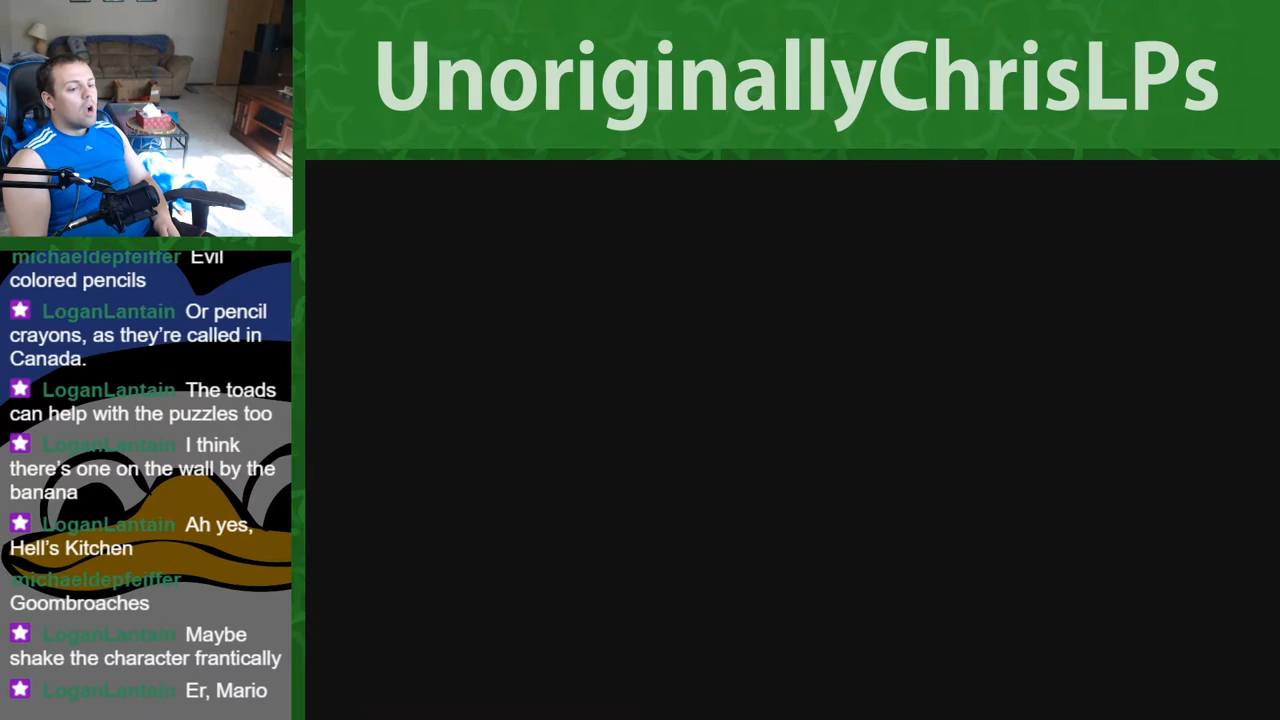 UnoriginallyChrisLPs
michaeldepfeiffer Evil
colored pencils
LoganLantain Or pencil
crayons, as they're called in
Canada.
LoganLantain The toads
can help with the puzzles too
LoganLantain I think
there's one on the wall by the
banana
LoganLantain Ah yes,
Hell's Kitchen
michaeldepfeiffer
Goombroaches
LoganLantain Maybe
shake the character frantically
LoganLantain Er, Mario